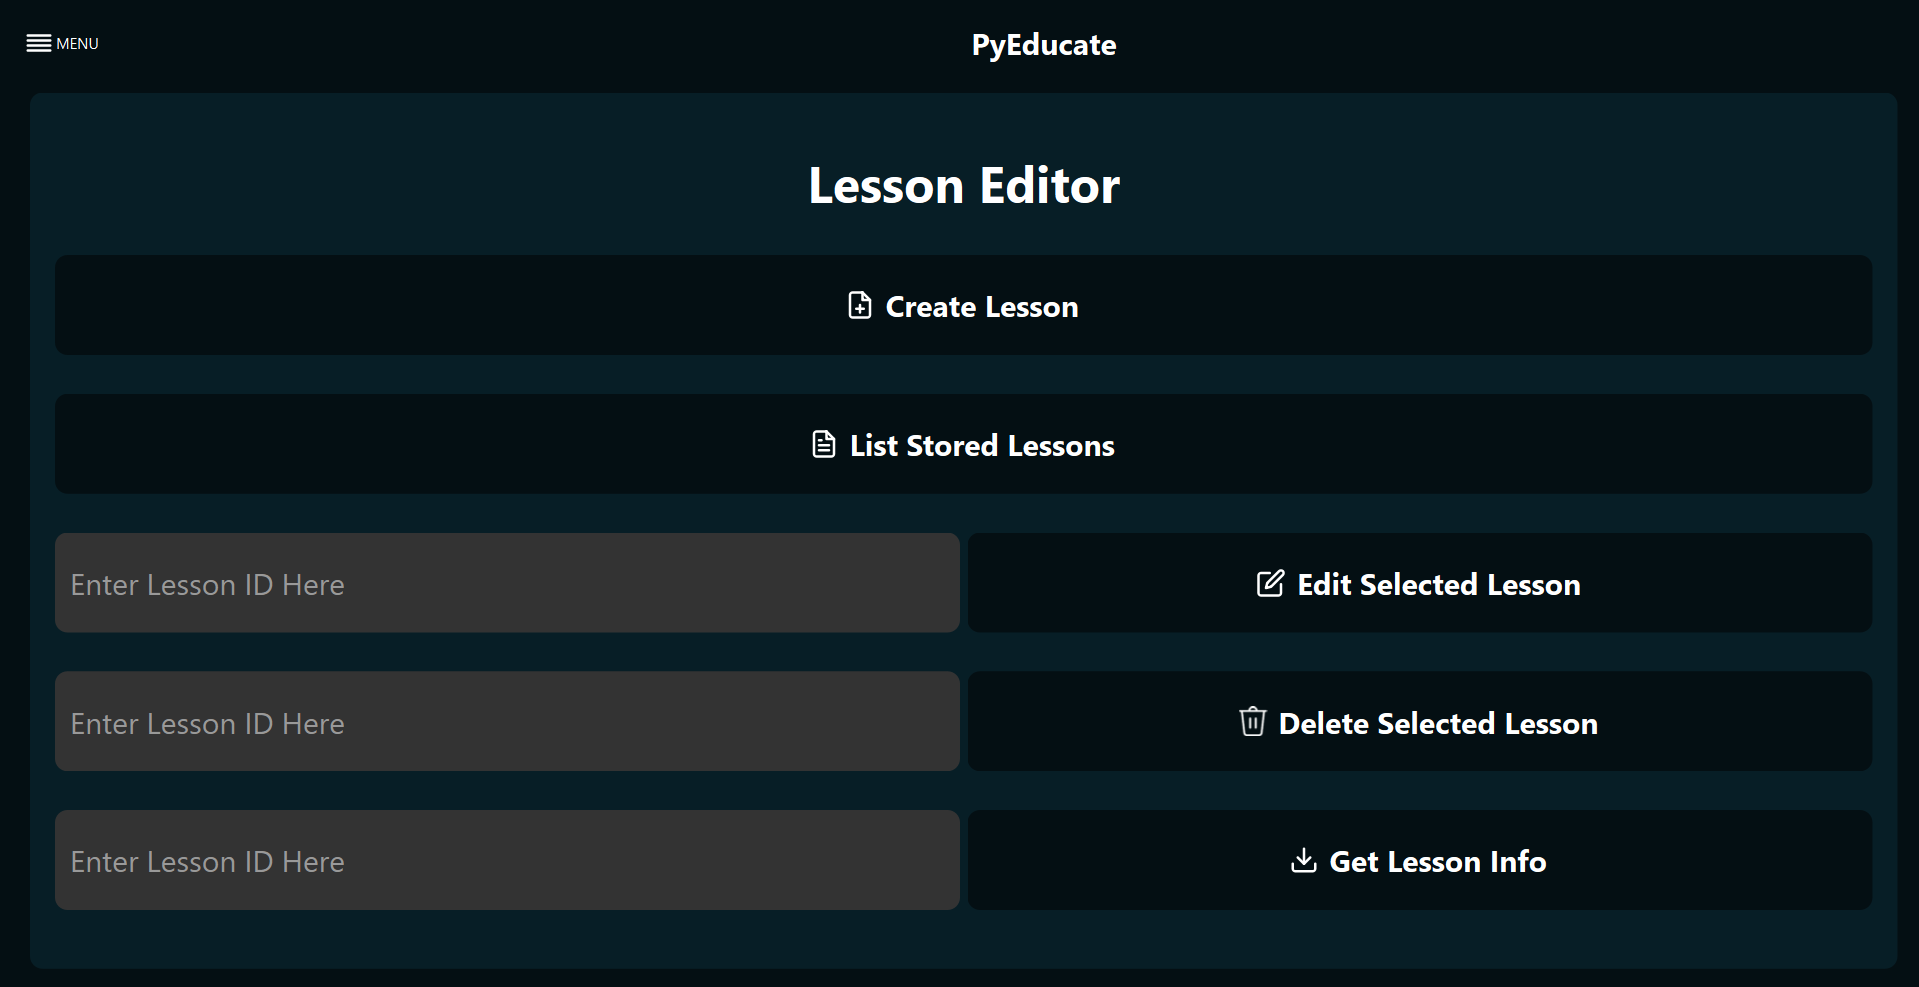 MENU
PyEducate
Lesson Editor
Create Lesson
List Stored Lessons
Enter Lesson ID Here
Edit Selected Lesson
Enter Lesson ID Here
Delete Selected Lesson
Enter Lesson ID Here
Get Lesson Info